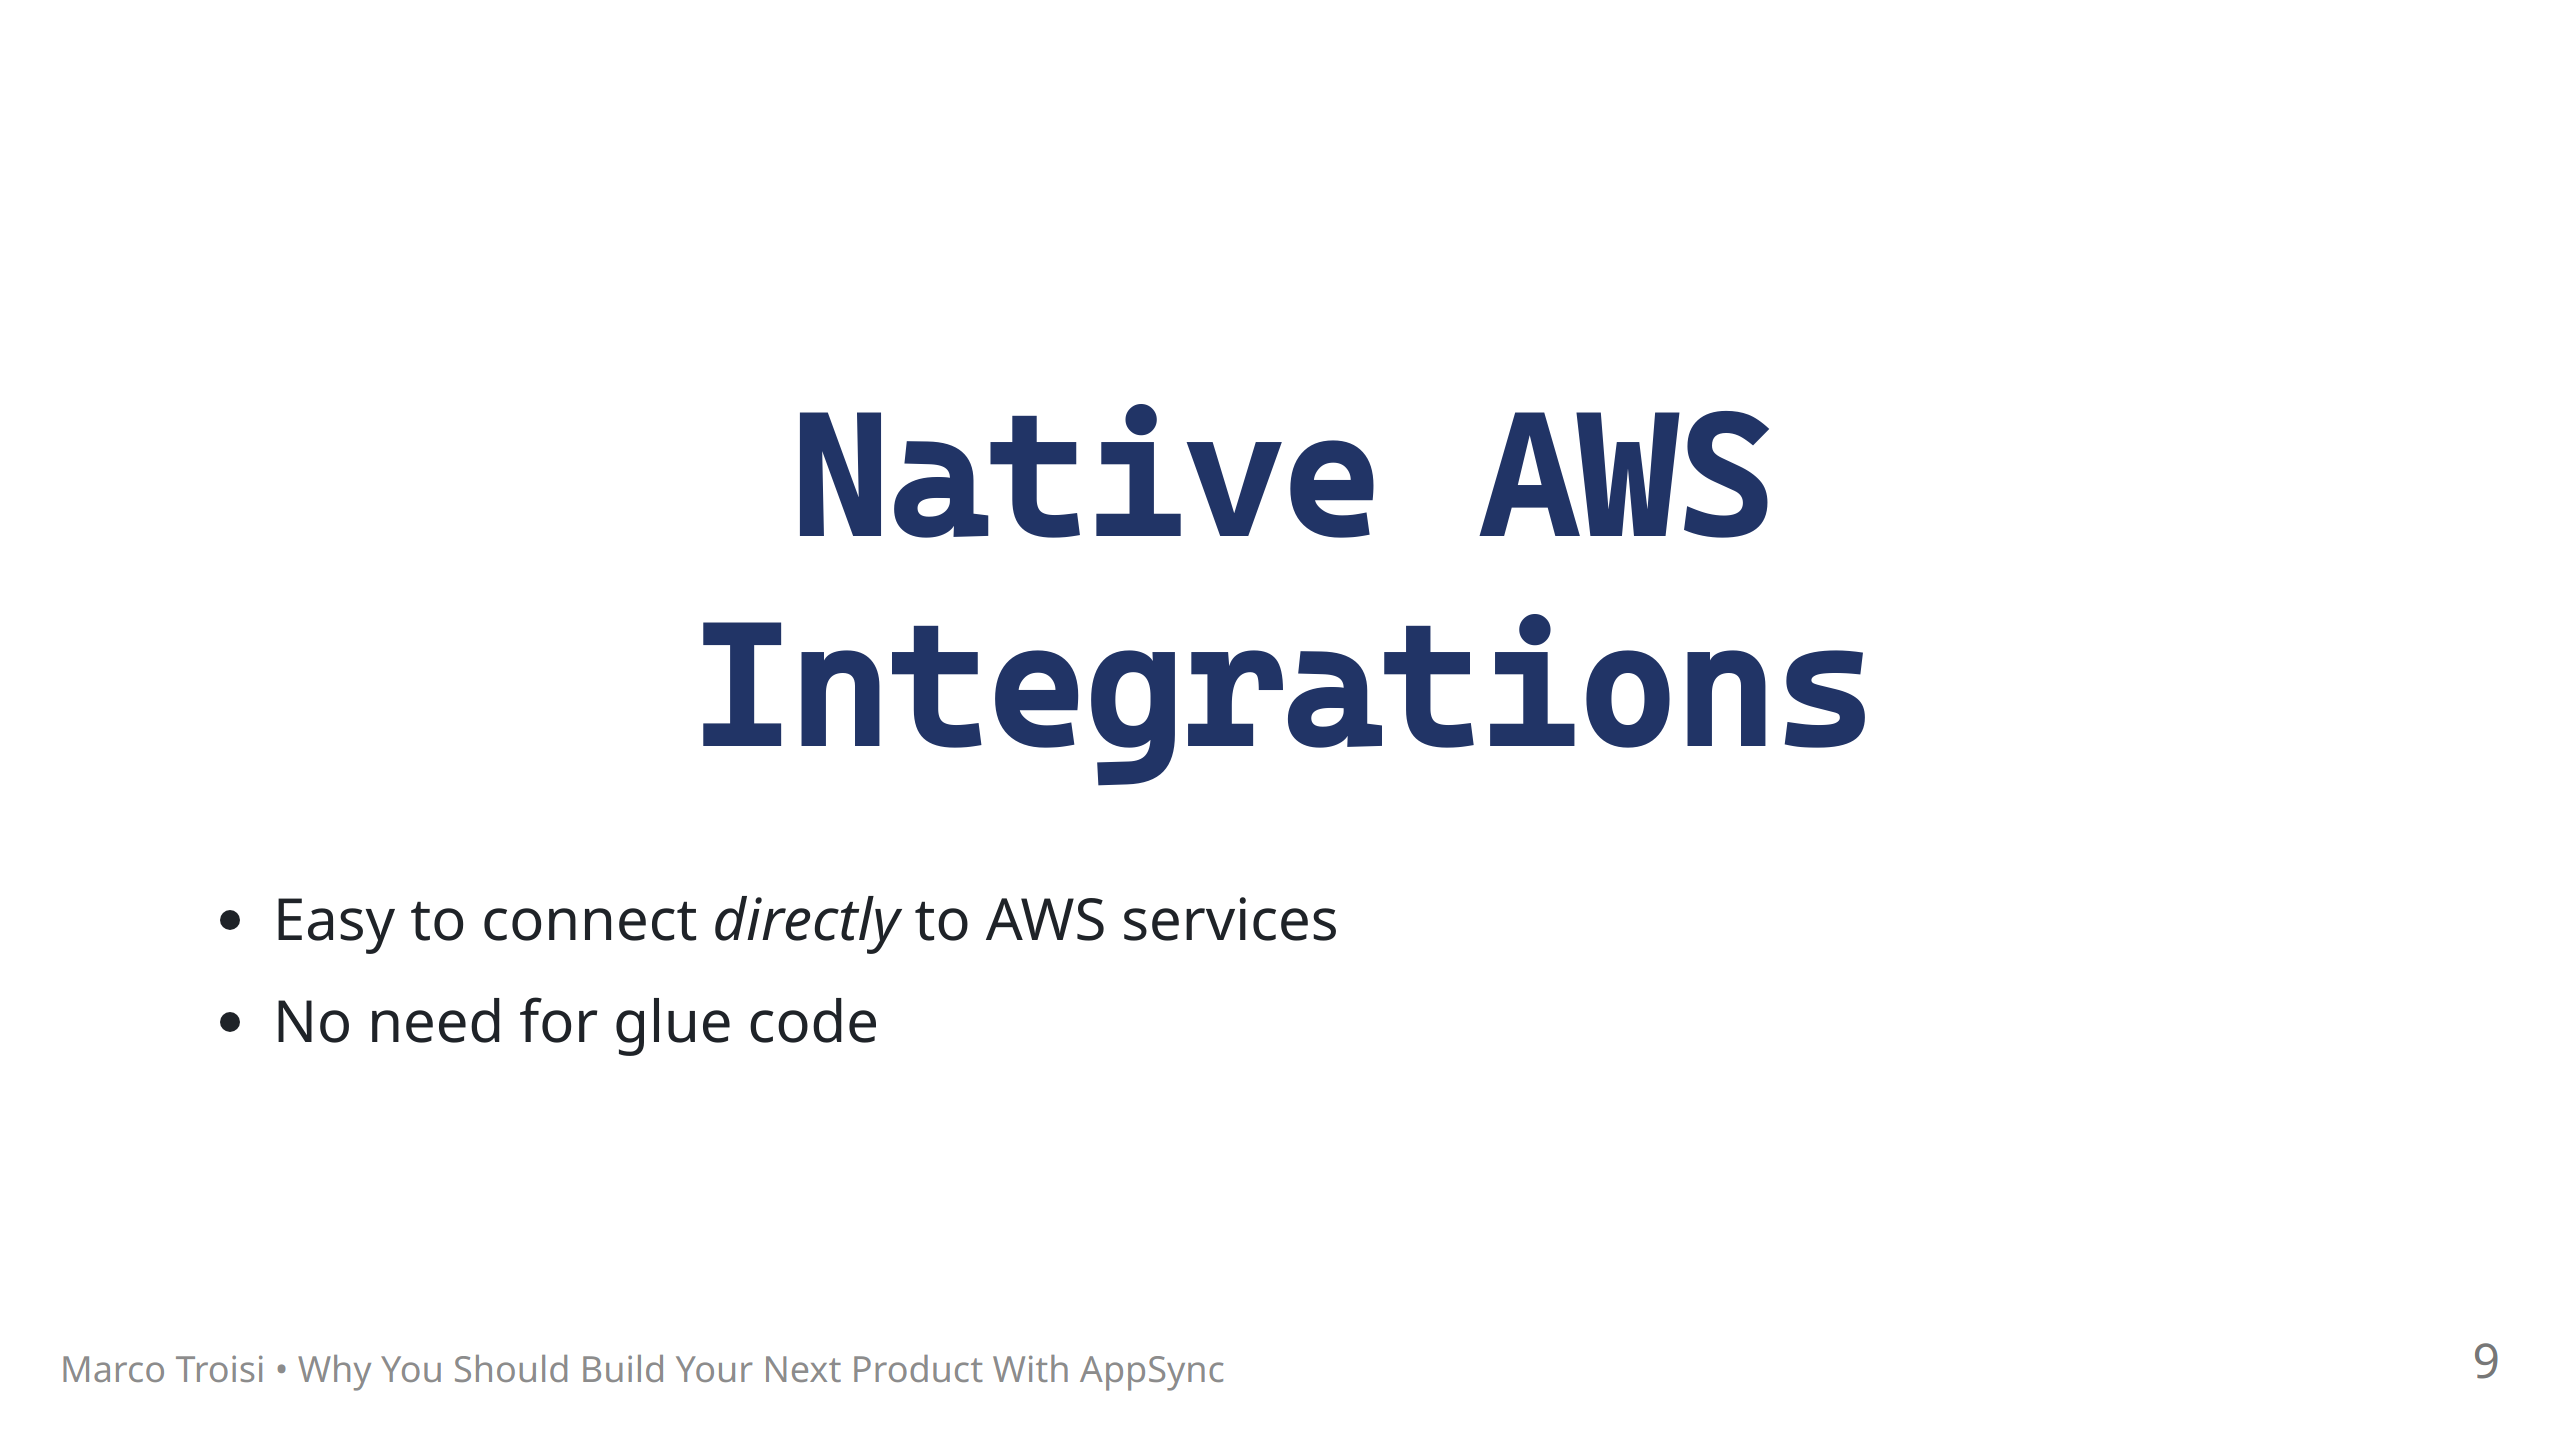 Native AWS
Integrations
• Easy to connect directly to AWS services
• No need for glue code
Marco Troisi • Why You Should Build Your Next Product With AppSync
9